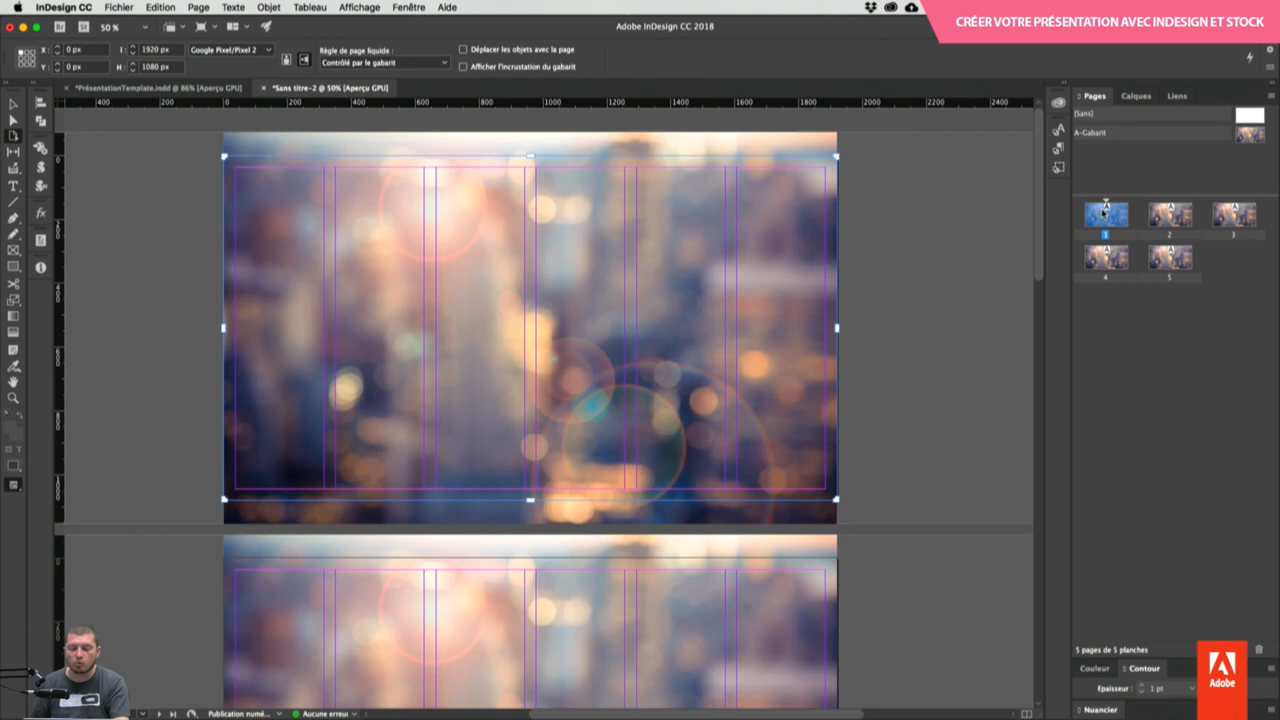 InDesign CC Fichier Edition Page Texte Objet Tableau Affichage Fenêtre Aide
CRÉER VOTRE PRÉSENTATION AVEC INDESIGN ET STOCK
Br St 50 %
Adobe InDesign CC 2018
X : 0 px L : 1920 px Google Pixel/Pixel 2 Règle de page liquide : Déplacer les objets avec la page
Y : 0 px H : 1080 px Contrôlé par le gabarit Afficher l'incrustation du gabarit
*PrésentationTemplate.indd @ 86% [Aperçu GPU] *Sans titre-2 @ 50% [Aperçu GPU]
Pages Calques Liens
400 200 0 200 400 600 800 1000 1200 1400 1600 1800 2000 2200 2400
[Sans]
A-Gabarit
A A A
1 2 3
A A
4 5
5 pages de 5 planches
Couleur Contour
Epaisseur : 1 pt
Nuancier
Publication numé... Aucune erreur
Adobe